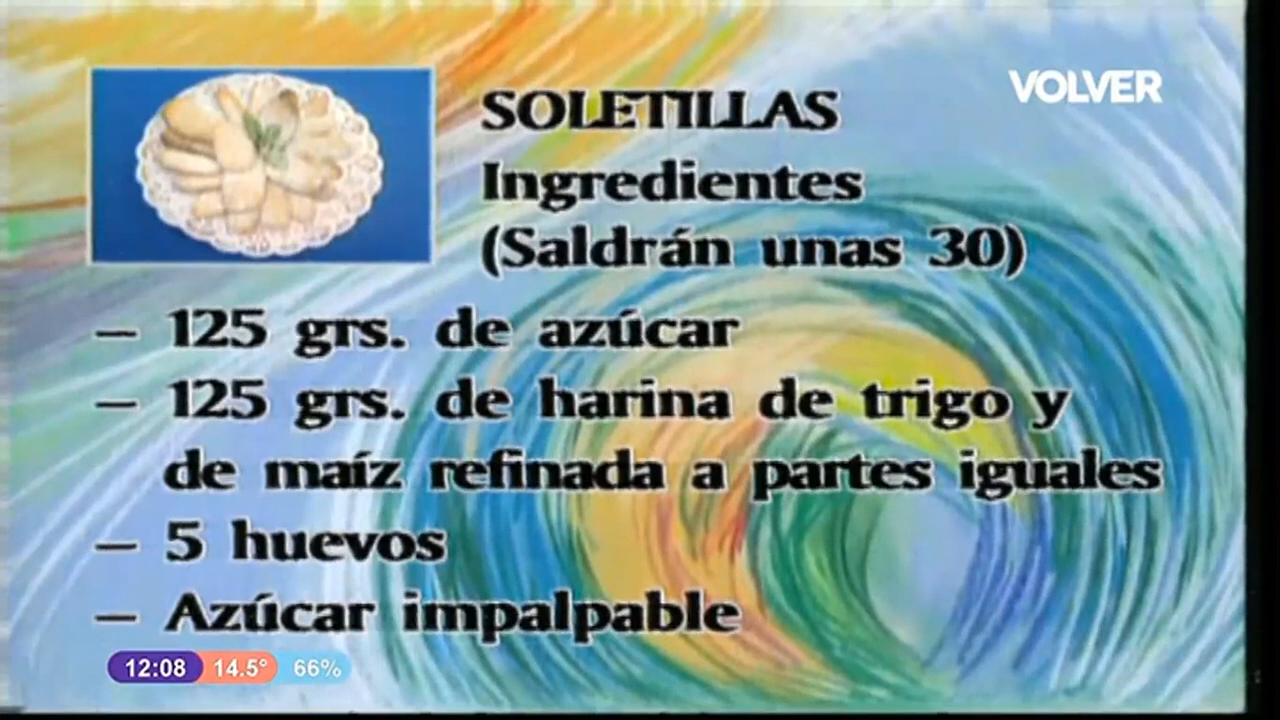 VOLVER
SOLETILLAS
Ingredientes
(Saldrán unas 30)
– 125 grs. de azúcar
– 125 grs. de harina de trigo y
de maíz refinada a partes iguales
– 5 huevos
– Azúcar impalpable
12:08 14.5° 66%